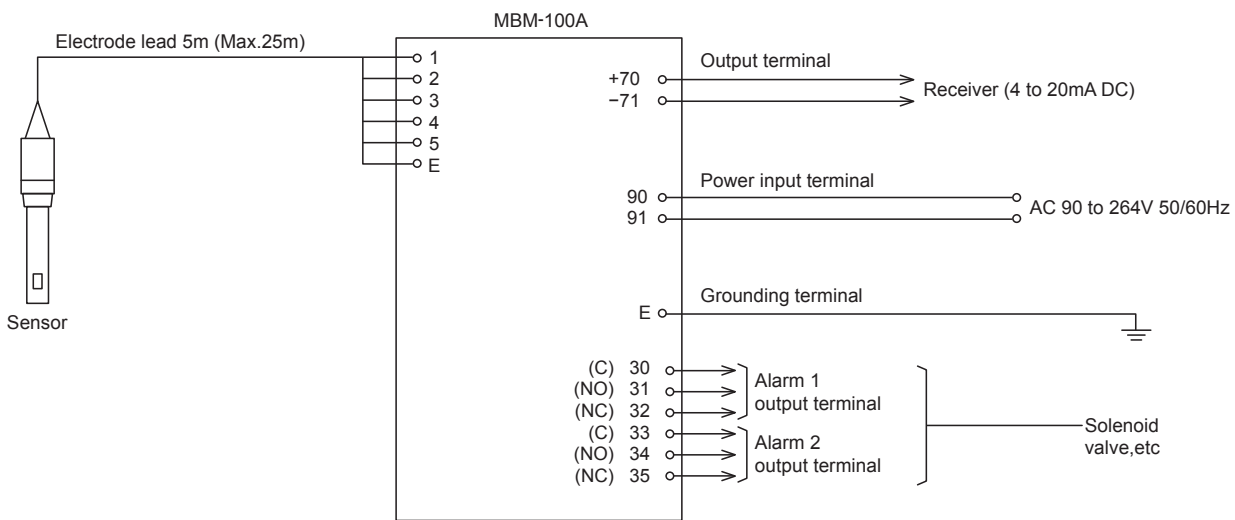 MBM-100A
Electrode lead 5m (Max.25m)
1
2
3
4
5
E
Sensor
+70
−71
Output terminal
Receiver (4 to 20mA DC)
90
91
Power input terminal
AC 90 to 264V 50/60Hz
E
Grounding terminal
(C) 30
(NO) 31
(NC) 32
Alarm 1
output terminal
(C) 33
(NO) 34
(NC) 35
Alarm 2
output terminal
Solenoid
valve,etc